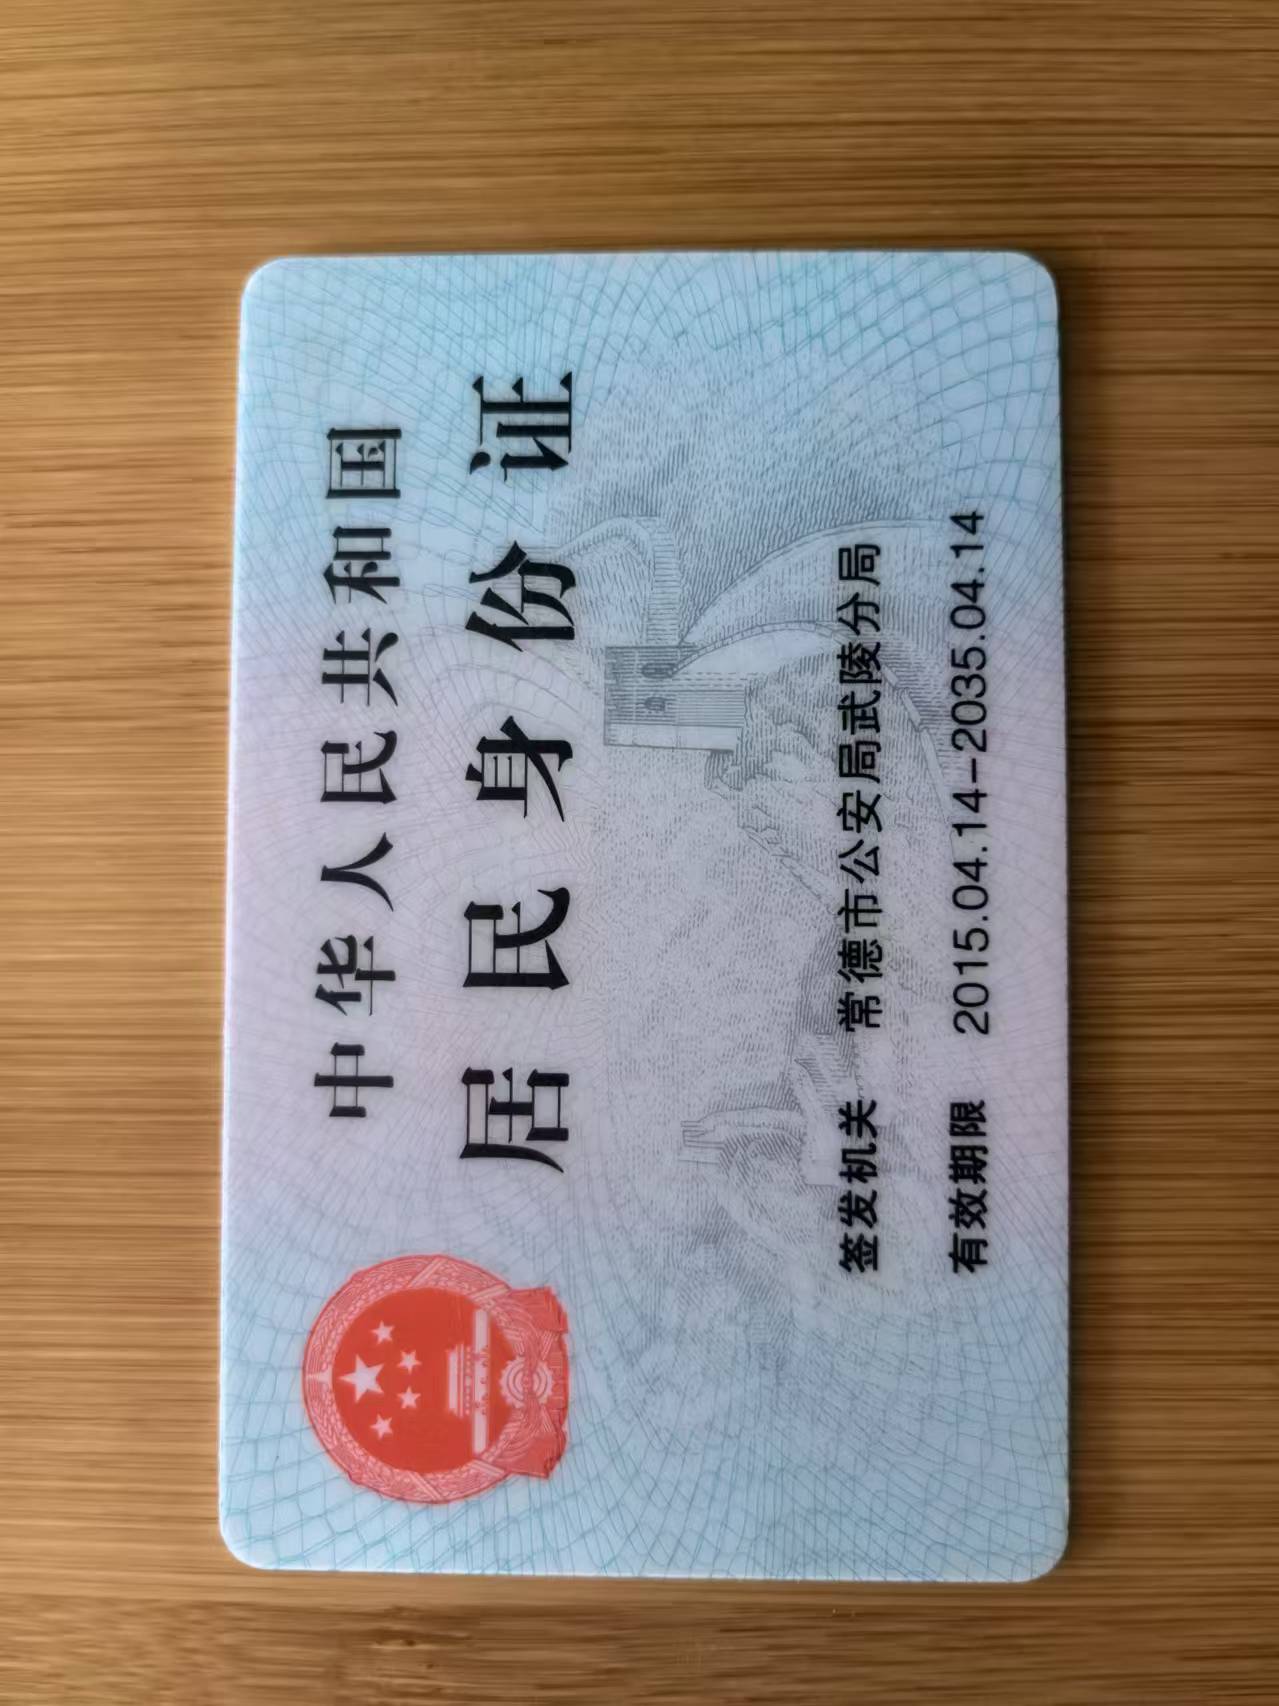 中华人民共和国
居民身份证
签发机关 常德市公安局武陵分局
有效期限 2015.04.14-2035.04.14